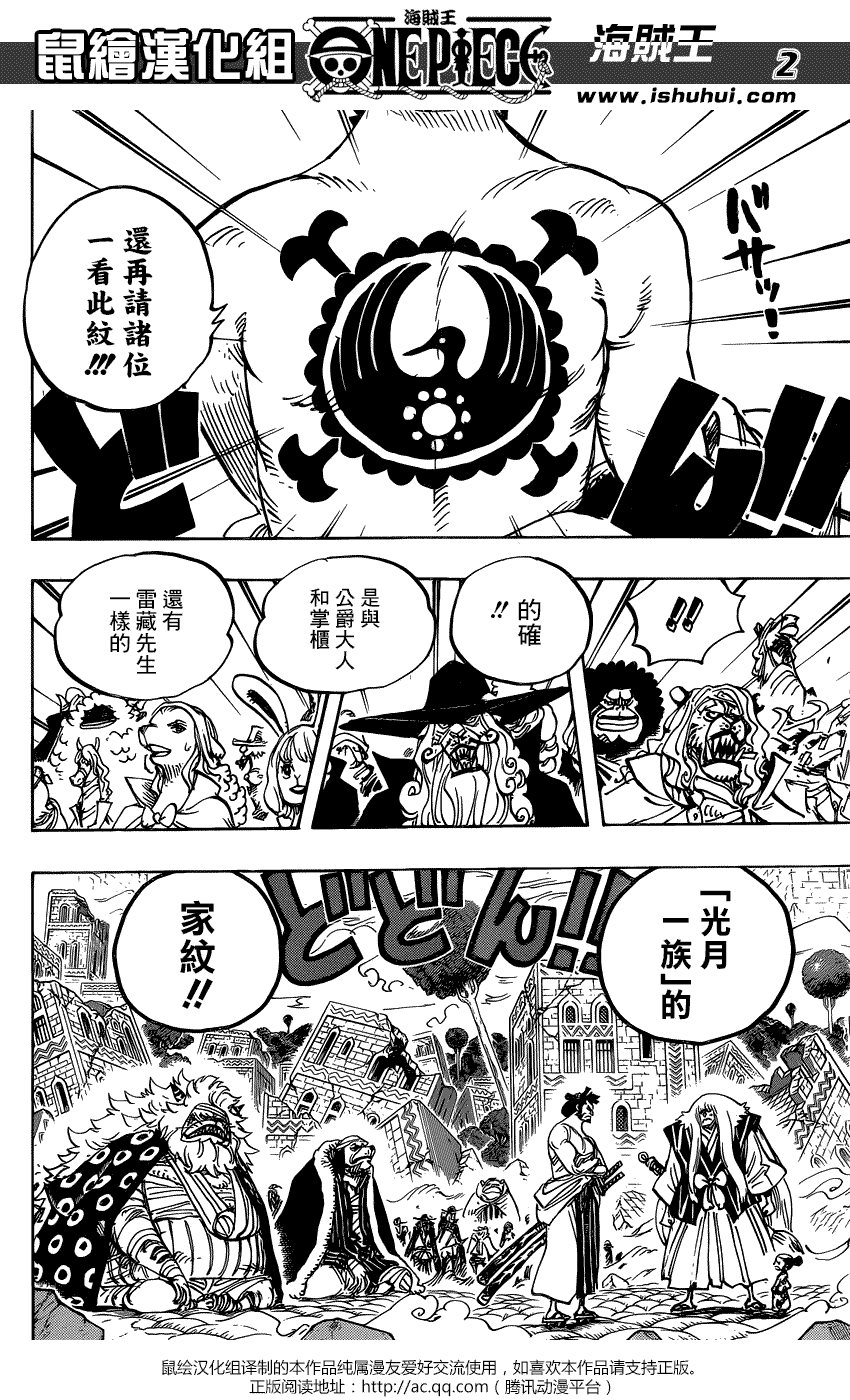 鼠繪漢化組
海賊王
ONE PIECE
海賊王
2
www.ishuhui.com
バサッ!
還再請諸位
一看此紋!!!
どん!!
!!
的確
!!
是與
公爵大人
和掌櫃
還有
雷藏先生
一樣的
「光月
一族」的
家紋!!
どどん!!
鼠绘汉化组译制的本作品纯属漫友爱好交流使用，如喜欢本作品请支持正版。
正版阅读地址：http://ac.qq.com（腾讯动漫平台）